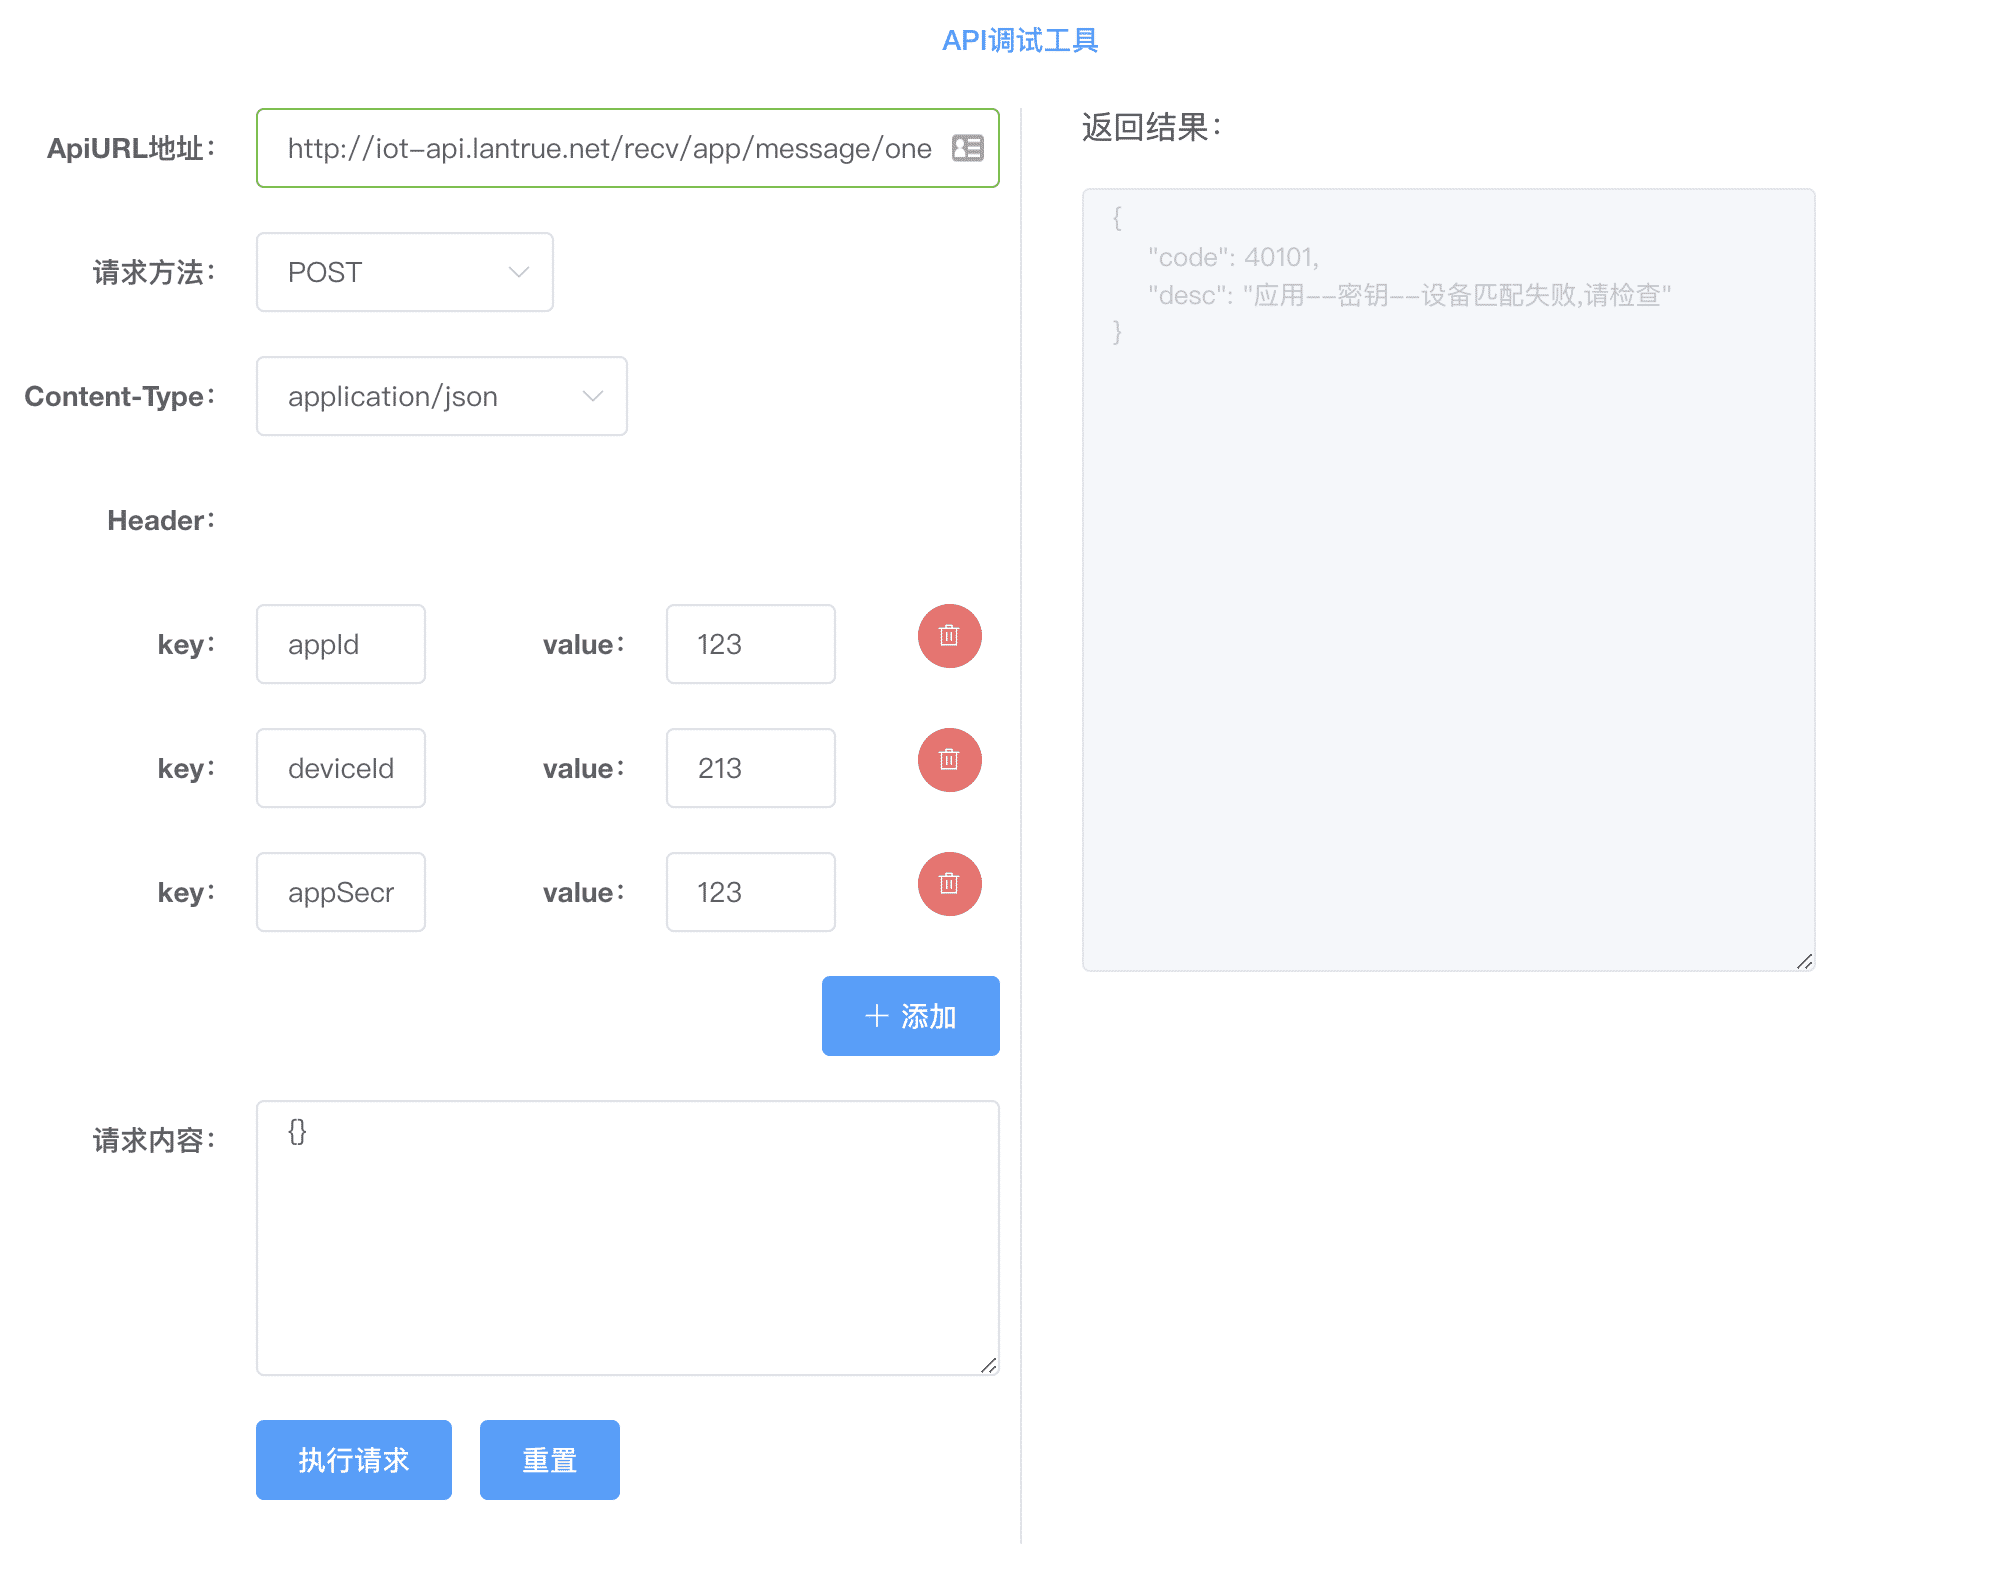 API调试工具
ApiURL地址：
http://iot-api.lantrue.net/recv/app/message/one
请求方法：
POST
Content-Type：
application/json
Header：
key：
appId
value：
123
key：
deviceId
value：
213
key：
appSecr
value：
123
添加
请求内容：
{}
执行请求
重置
返回结果：
{
"code": 40101,
"desc": "应用--密钥--设备匹配失败,请检查"
}